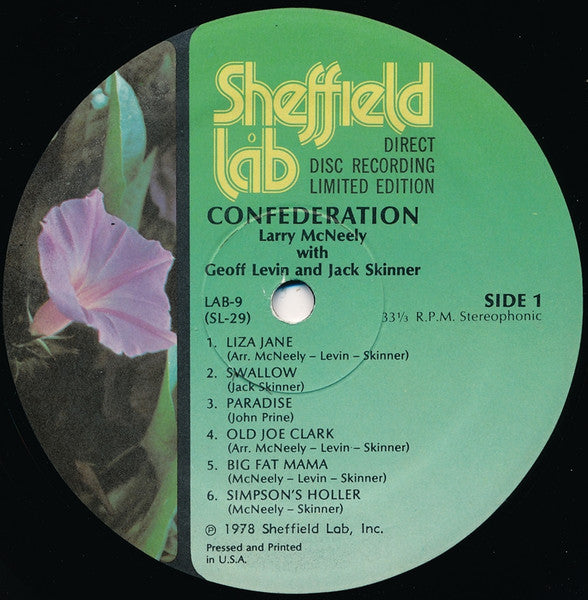 Sheffield
Lab
DIRECT
DISC RECORDING
LIMITED EDITION
CONFEDERATION
Larry McNeely
with
Geoff Levin and Jack Skinner
LAB-9
(SL-29)
SIDE 1
33⅓ R.P.M. Stereophonic
1. LIZA JANE
(Arr. McNeely – Levin – Skinner)
2. SWALLOW
(Jack Skinner)
3. PARADISE
(John Prine)
4. OLD JOE CLARK
(Arr. McNeely – Levin – Skinner)
5. BIG FAT MAMA
(McNeely – Levin – Skinner)
6. SIMPSON'S HOLLER
(McNeely – Skinner)
℗ 1978 Sheffield Lab, Inc.
Pressed and Printed
in U.S.A.